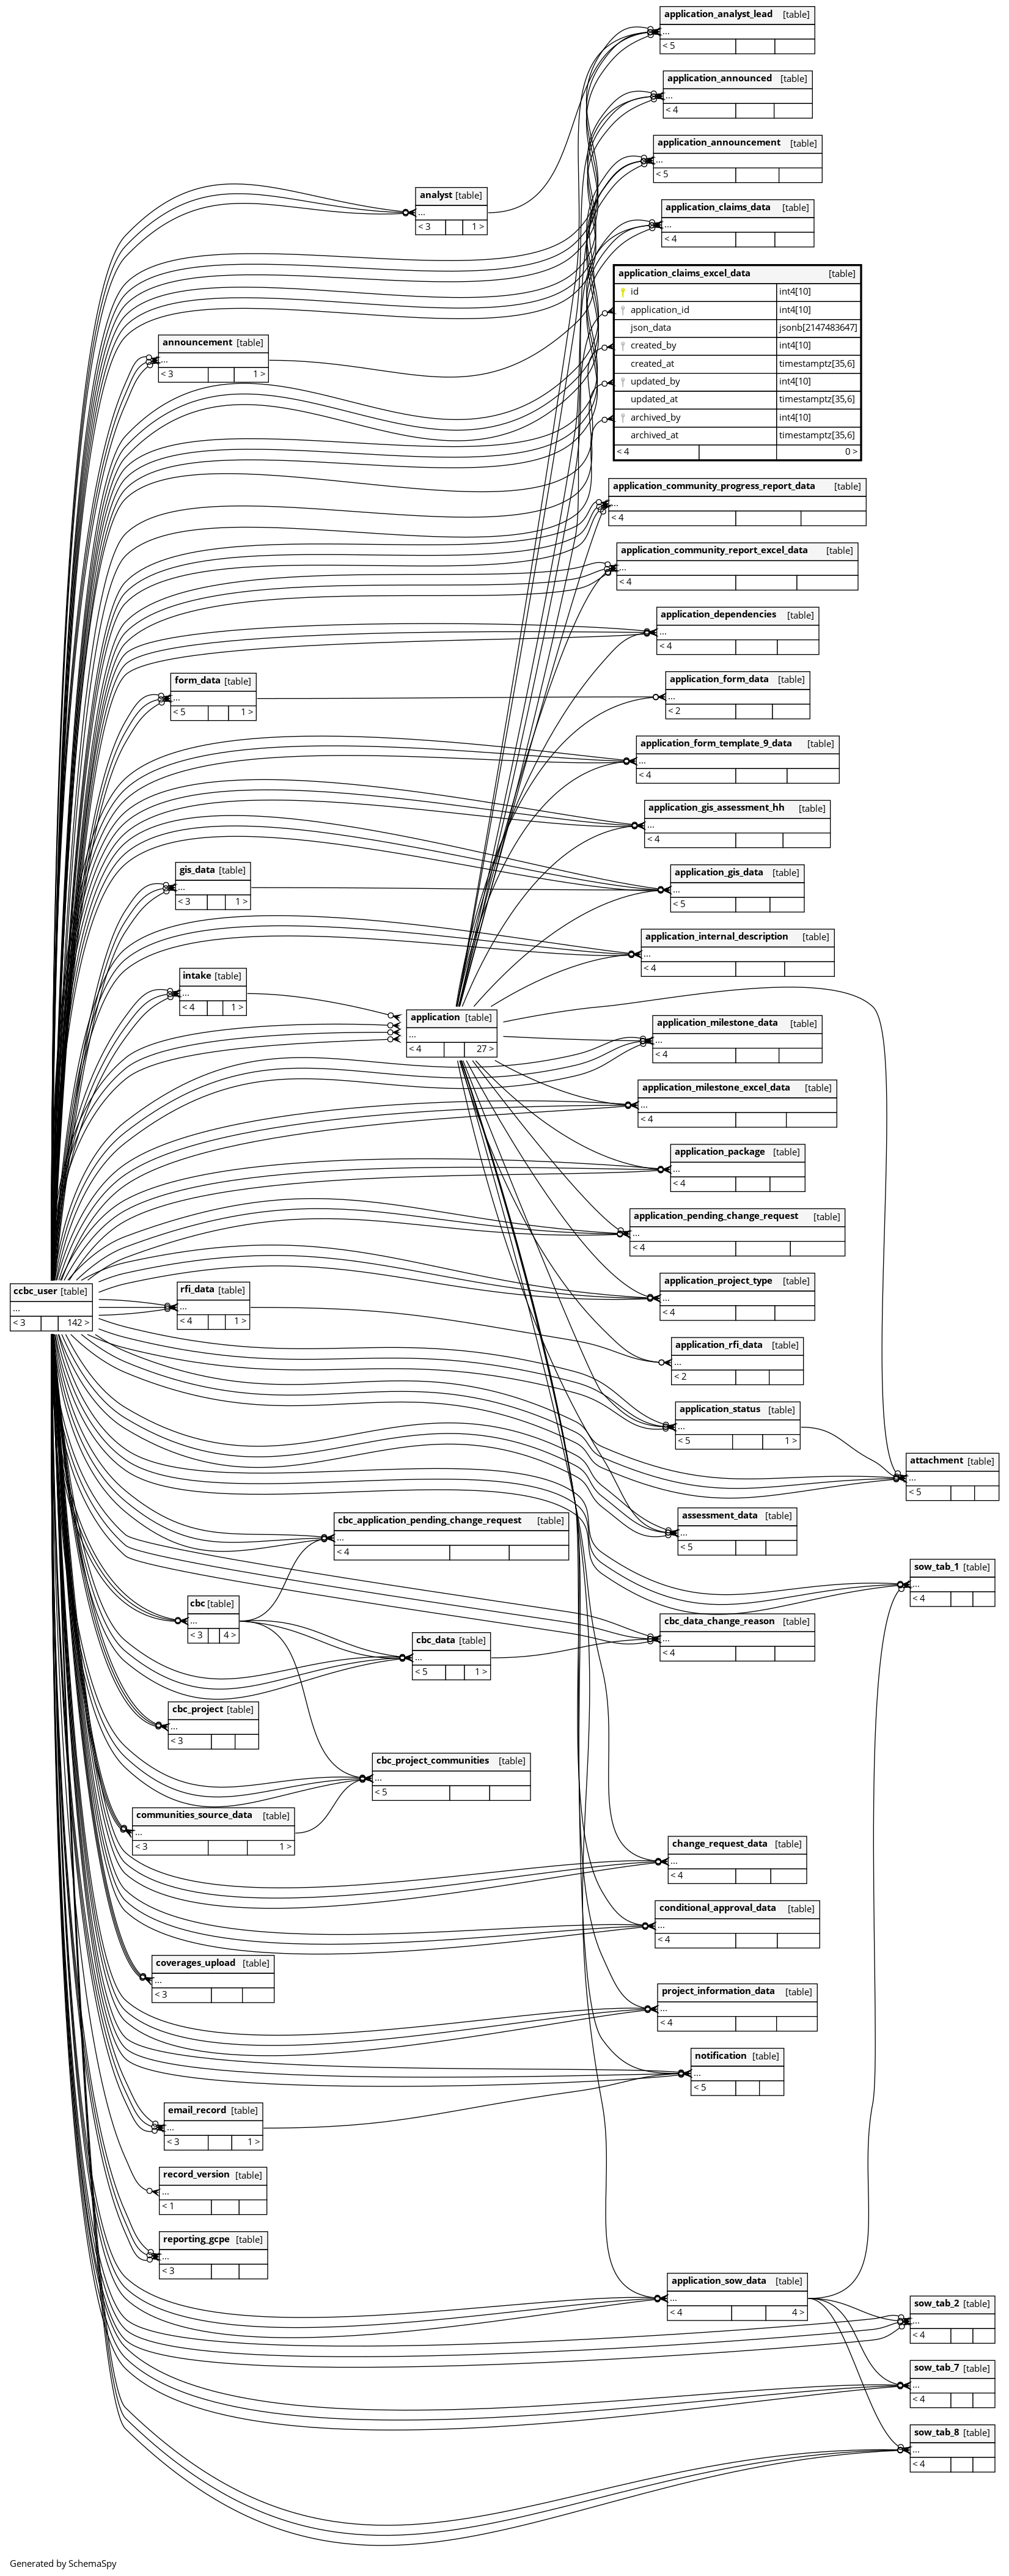 application_analyst_lead [table]
...
< 5
application_announced [table]
...
< 4
application_announcement [table]
...
< 5
analyst [table]
...
< 3 1 >
application_claims_data [table]
...
< 4
application_claims_excel_data [table]
id int4[10]
application_id int4[10]
json_data jsonb[2147483647]
created_by int4[10]
created_at timestamptz[35,6]
updated_by int4[10]
updated_at timestamptz[35,6]
archived_by int4[10]
archived_at timestamptz[35,6]
< 4 0 >
announcement [table]
...
< 3 1 >
application_community_progress_report_data [table]
...
< 4
application_community_report_excel_data [table]
...
< 4
application_dependencies [table]
...
< 4
form_data [table]
...
< 5 1 >
application_form_data [table]
...
< 2
application_form_template_9_data [table]
...
< 4
application_gis_assessment_hh [table]
...
< 4
gis_data [table]
...
< 3 1 >
application_gis_data [table]
...
< 5
application_internal_description [table]
...
< 4
intake [table]
...
< 4 1 >
application [table]
...
< 4 27 >
application_milestone_data [table]
...
< 4
application_milestone_excel_data [table]
...
< 4
application_package [table]
...
< 4
application_pending_change_request [table]
...
< 4
ccbc_user [table]
...
< 3 142 >
rfi_data [table]
...
< 4 1 >
application_project_type [table]
...
< 4
application_rfi_data [table]
...
< 2
application_status [table]
...
< 5 1 >
attachment [table]
...
< 5
cbc_application_pending_change_request [table]
...
< 4
assessment_data [table]
...
< 5
sow_tab_1 [table]
...
< 4
cbc [table]
...
< 3 4 >
cbc_data [table]
...
< 5 1 >
cbc_data_change_reason [table]
...
< 4
cbc_project [table]
...
< 3
cbc_project_communities [table]
...
< 5
communities_source_data [table]
...
< 3 1 >
change_request_data [table]
...
< 4
conditional_approval_data [table]
...
< 4
coverages_upload [table]
...
< 3
project_information_data [table]
...
< 4
notification [table]
...
< 5
email_record [table]
...
< 3 1 >
record_version [table]
...
< 1
reporting_gcpe [table]
...
< 3
application_sow_data [table]
...
< 4 4 >
sow_tab_2 [table]
...
< 4
sow_tab_7 [table]
...
< 4
sow_tab_8 [table]
...
< 4
Generated by SchemaSpy